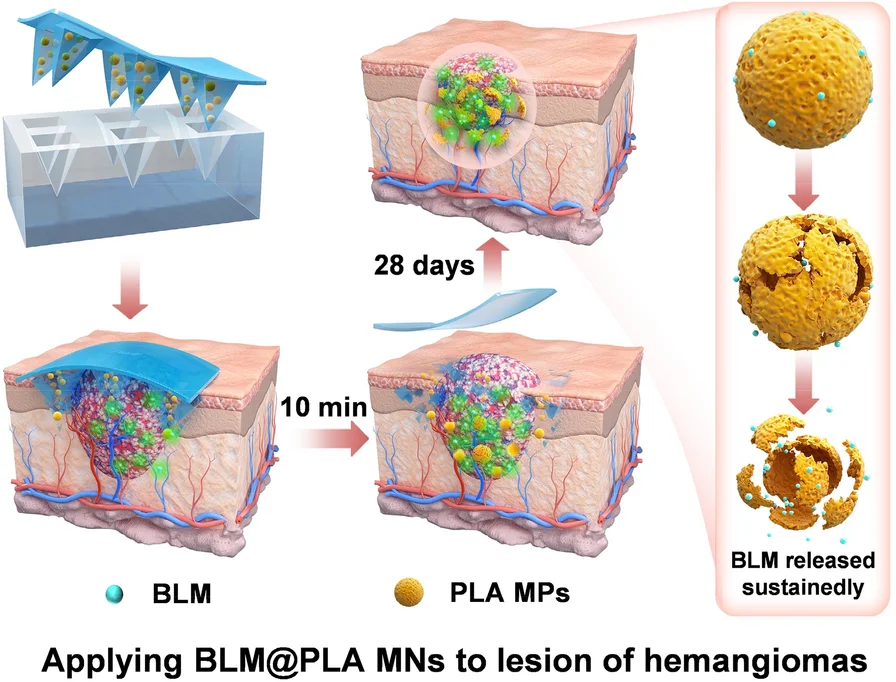 28 days
10 min
BLM released
sustainedly
BLM
PLA MPs
Applying BLM@PLA MNs to lesion of hemangiomas